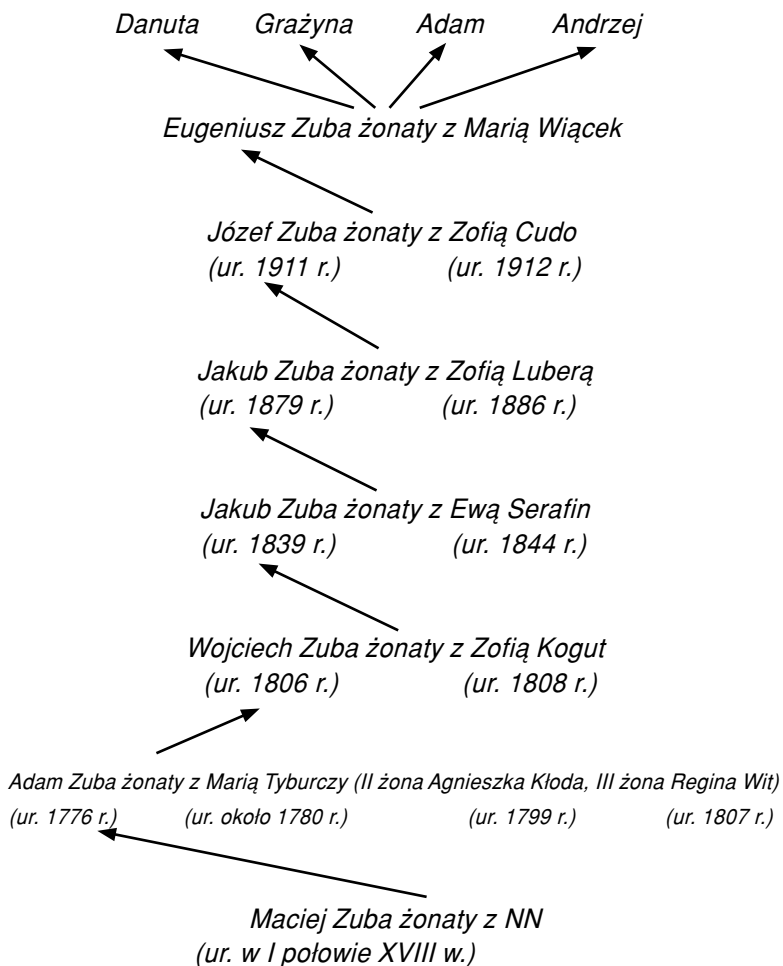 Danuta Grażyna Adam Andrzej
Eugeniusz Zuba żonaty z Marią Wiącek
Józef Zuba żonaty z Zofią Cudo
(ur. 1911 r.) (ur. 1912 r.)
Jakub Zuba żonaty z Zofią Luberą
(ur. 1879 r.) (ur. 1886 r.)
Jakub Zuba żonaty z Ewą Serafin
(ur. 1839 r.) (ur. 1844 r.)
Wojciech Zuba żonaty z Zofią Kogut
(ur. 1806 r.) (ur. 1808 r.)
Adam Zuba żonaty z Marią Tyburczy (II żona Agnieszka Kłoda, III żona Regina Wit)
(ur. 1776 r.) (ur. około 1780 r.) (ur. 1799 r.) (ur. 1807 r.)
Maciej Zuba żonaty z NN
(ur. w I połowie XVIII w.)